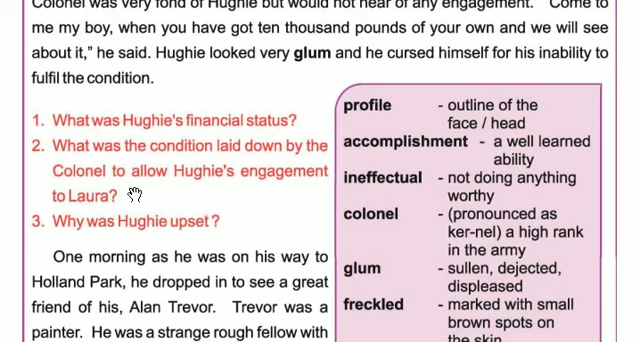 Colonel was very fond of Hughie but would not hear of any engagement. "Come to
me my boy, when you have got ten thousand pounds of your own and we will see
about it," he said. Hughie looked very glum and he cursed himself for his inability to
fulfil the condition.
1. What was Hughie's financial status?
2. What was the condition laid down by the
Colonel to allow Hughie's engagement
to Laura?
3. Why was Hughie upset?
One morning as he was on his way to
Holland Park, he dropped in to see a great
friend of his, Alan Trevor. Trevor was a
painter. He was a strange rough fellow with
profile - outline of the
face / head
accomplishment - a well learned
ability
ineffectual - not doing anything
worthy
colonel - (pronounced as
ker-nel) a high rank
in the army
glum - sullen, dejected,
displeased
freckled - marked with small
brown spots on
the skin